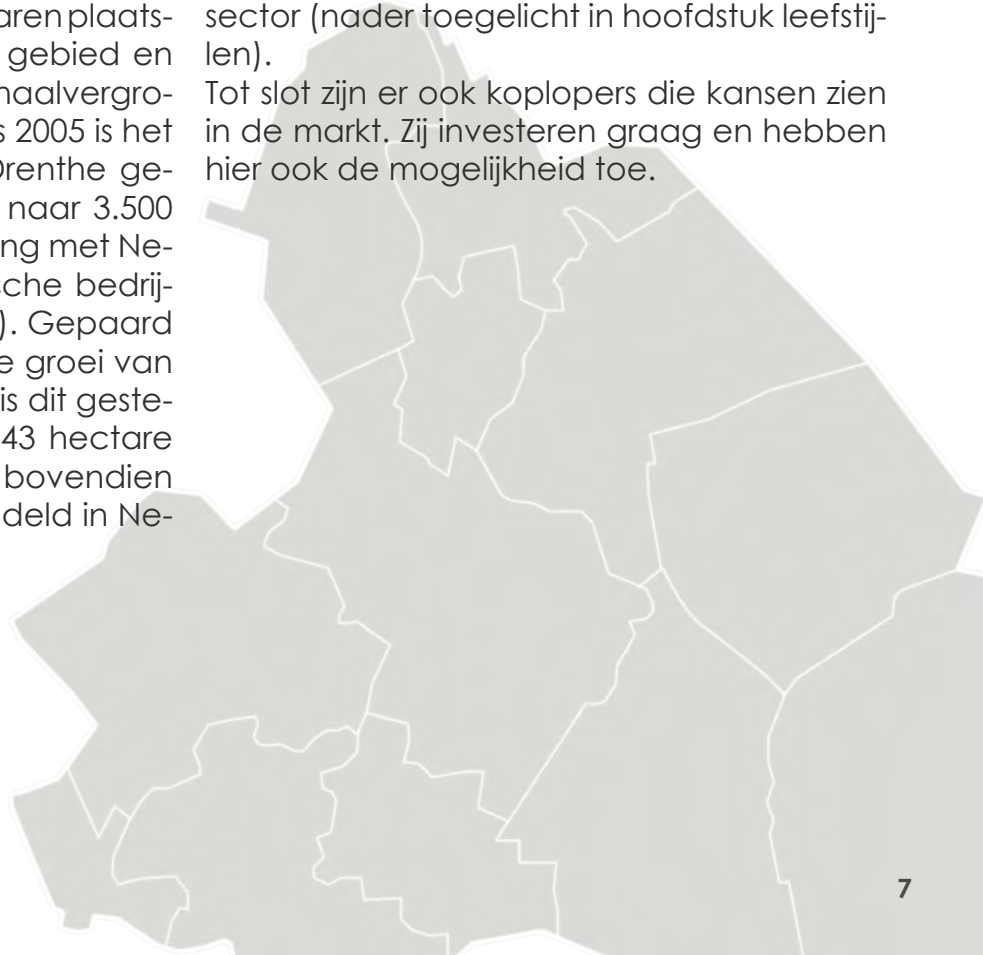 aren plaats-
gebied en
haalvergro-
s 2005 is het
Drenthe ge-
naar 3.500
ng met Ne-
sche bedrij-
). Gepaard
e groei van
is dit geste-
43 hectare
bovendien
deld in Ne-
sector (nader toegelicht in hoofdstuk leefstij-
len).
Tot slot zijn er ook koplopers die kansen zien
in de markt. Zij investeren graag en hebben
hier ook de mogelijkheid toe.
7